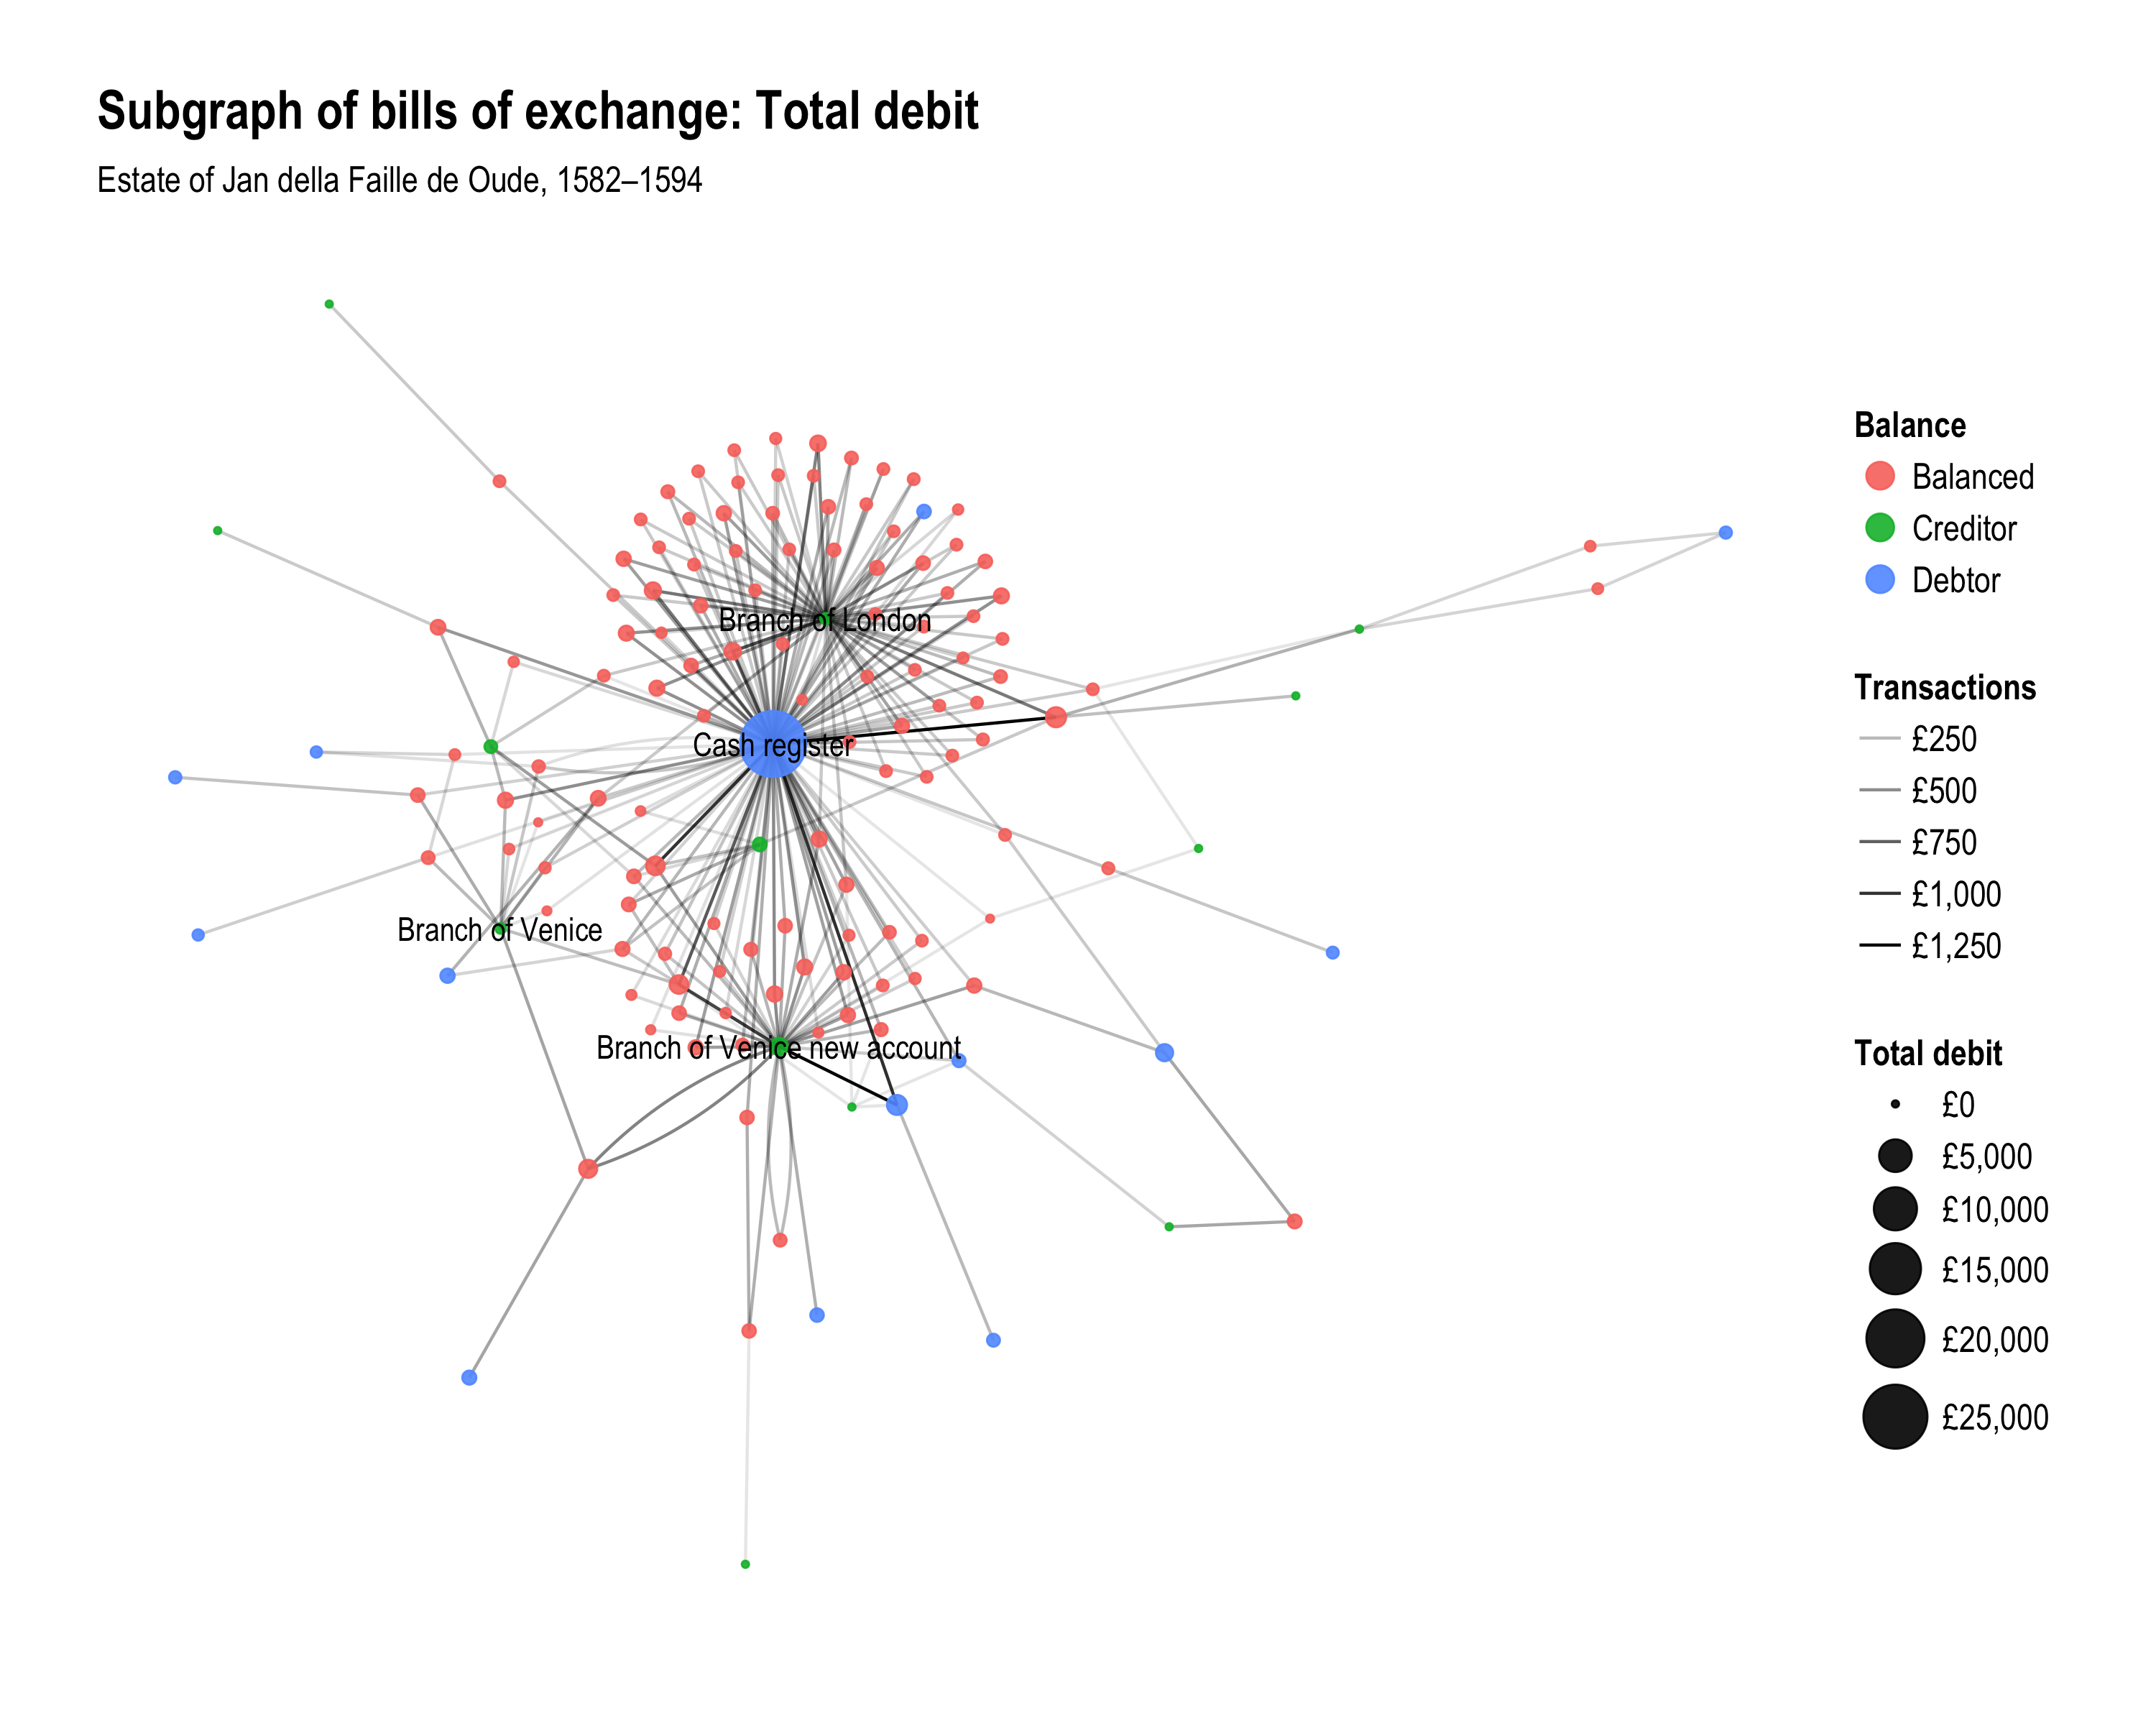 Subgraph of bills of exchange: Total debit
Estate of Jan della Faille de Oude, 1582–1594
Branch of London
Cash register
Branch of Venice
Branch of Venice new account
Balance
Balanced
Creditor
Debtor
Transactions
£250
£500
£750
£1,000
£1,250
Total debit
£0
£5,000
£10,000
£15,000
£20,000
£25,000